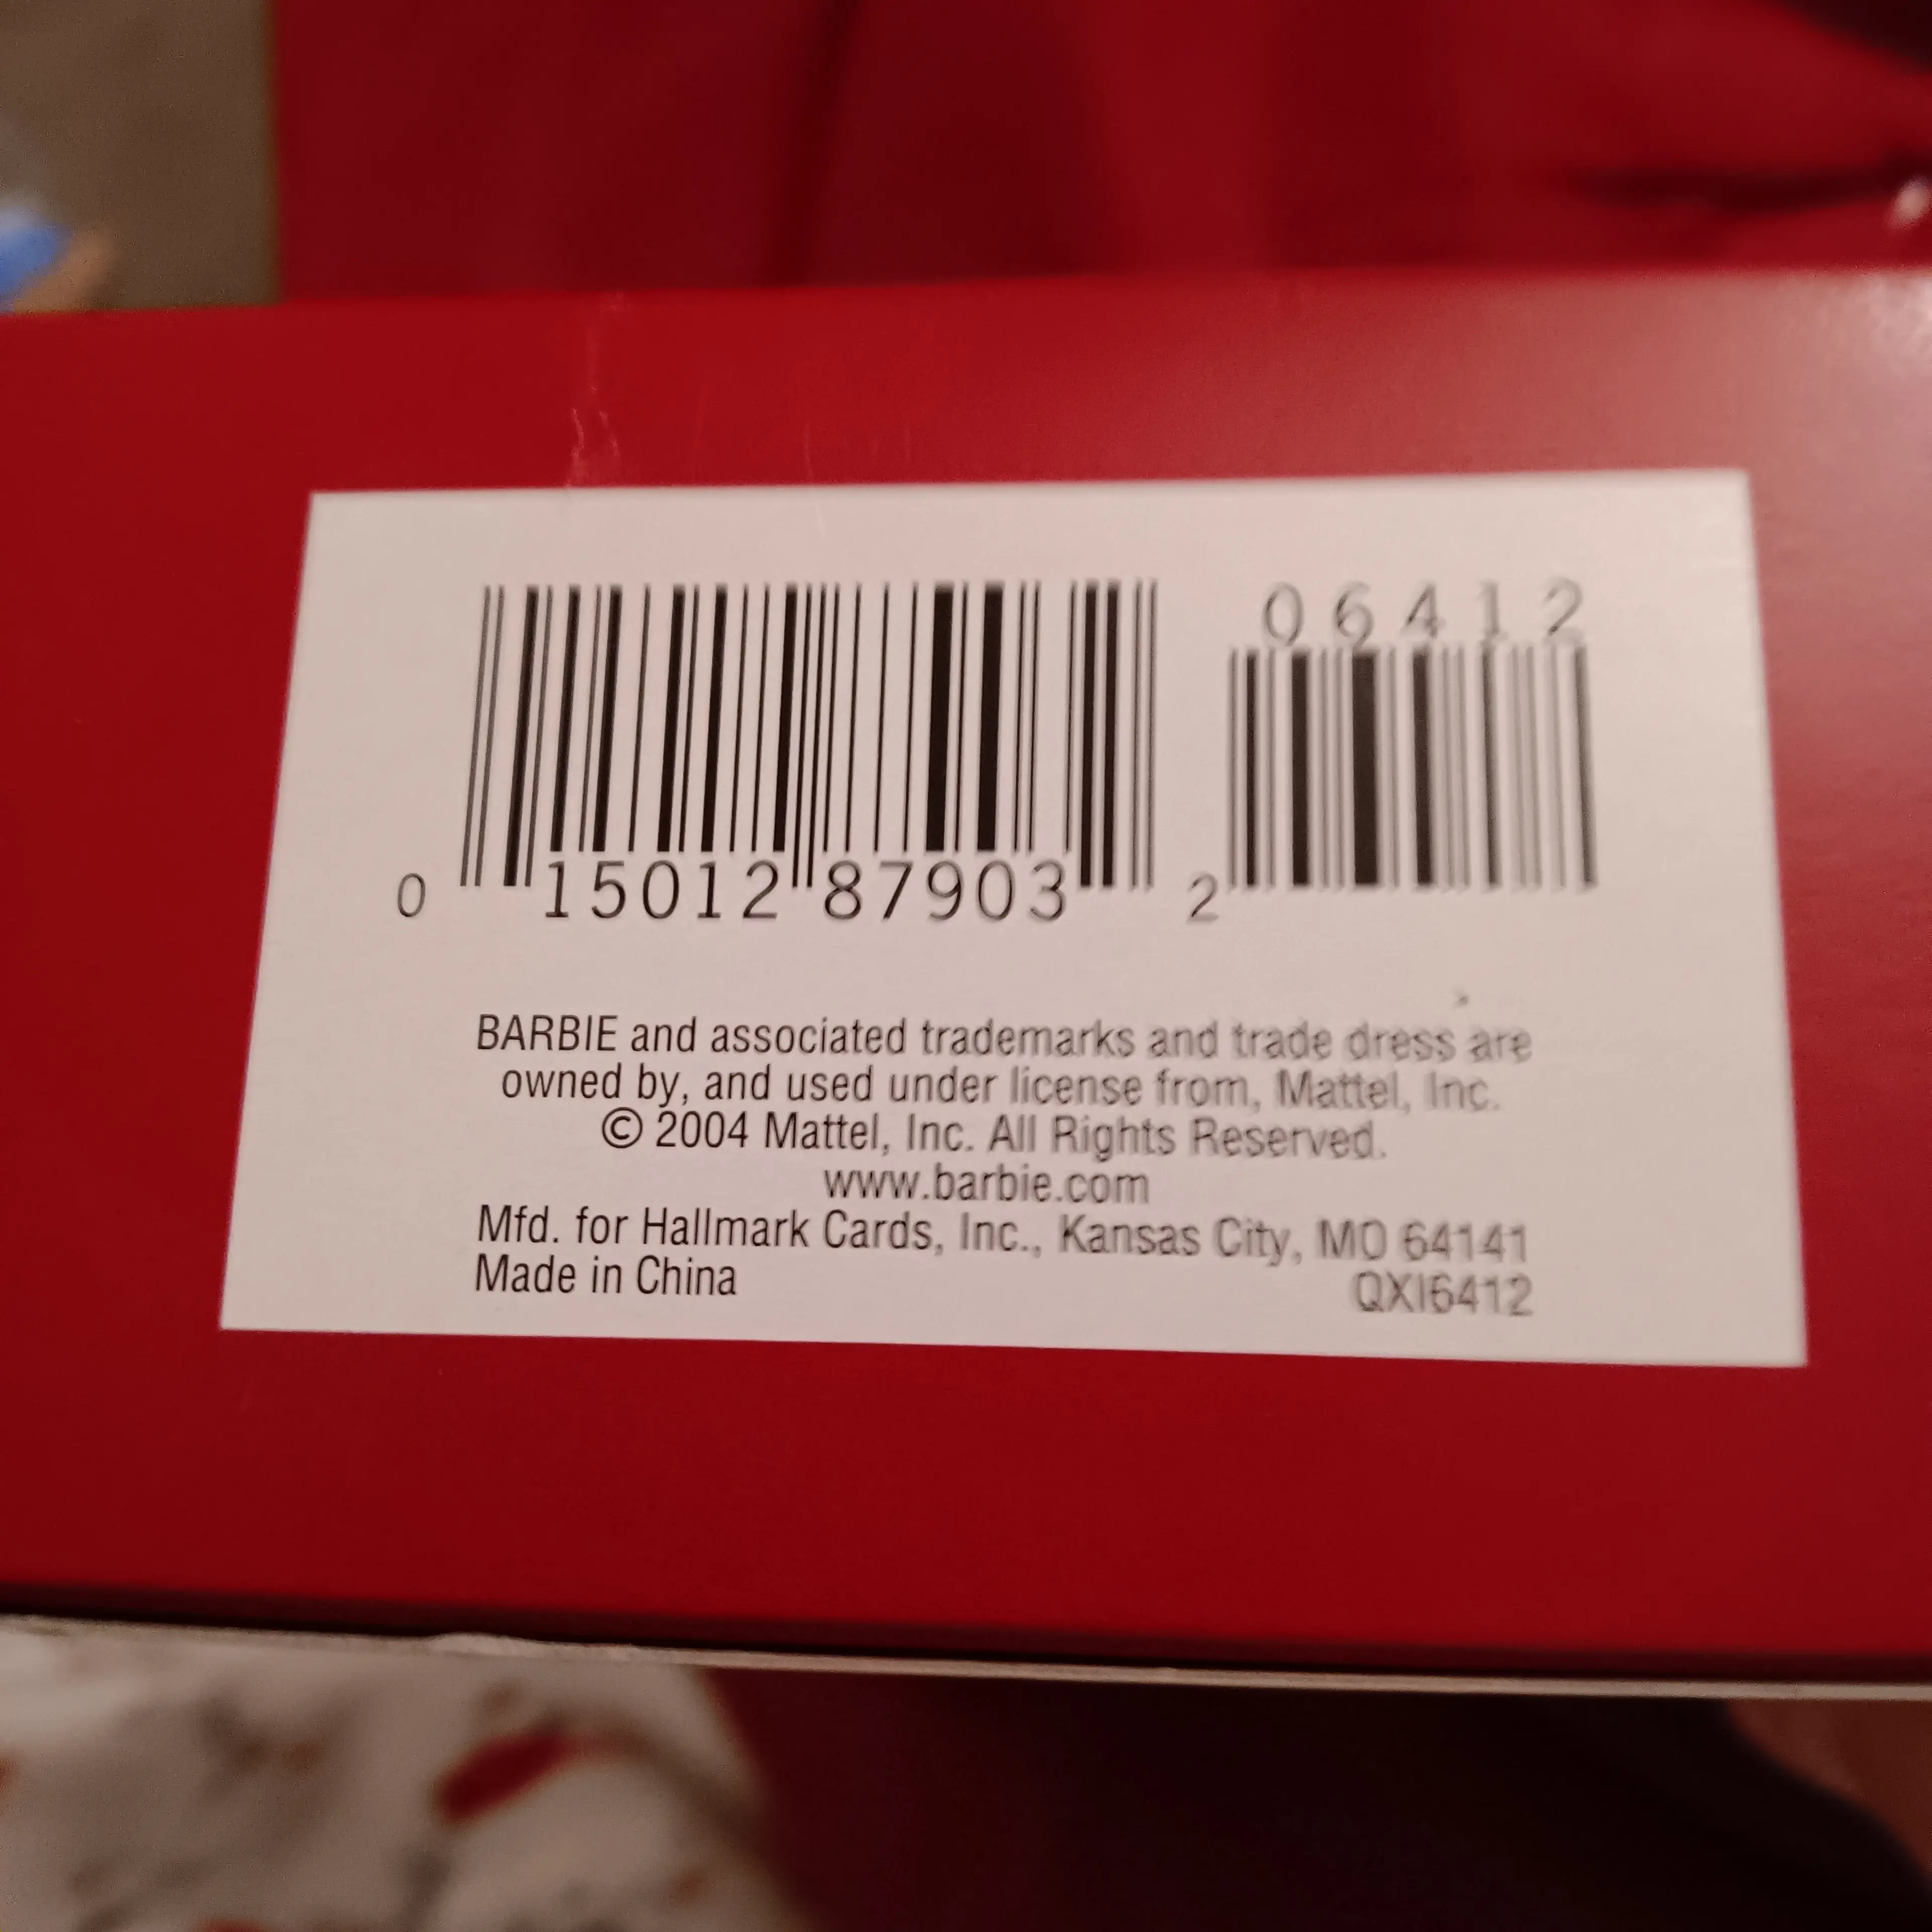 06412
0 15012 87903 2
BARBIE and associated trademarks and trade dress are
owned by, and used under license from, Mattel, Inc.
© 2004 Mattel, Inc. All Rights Reserved.
www.barbie.com
Mfd. for Hallmark Cards, Inc., Kansas City, MO 64141
Made in China QXI6412